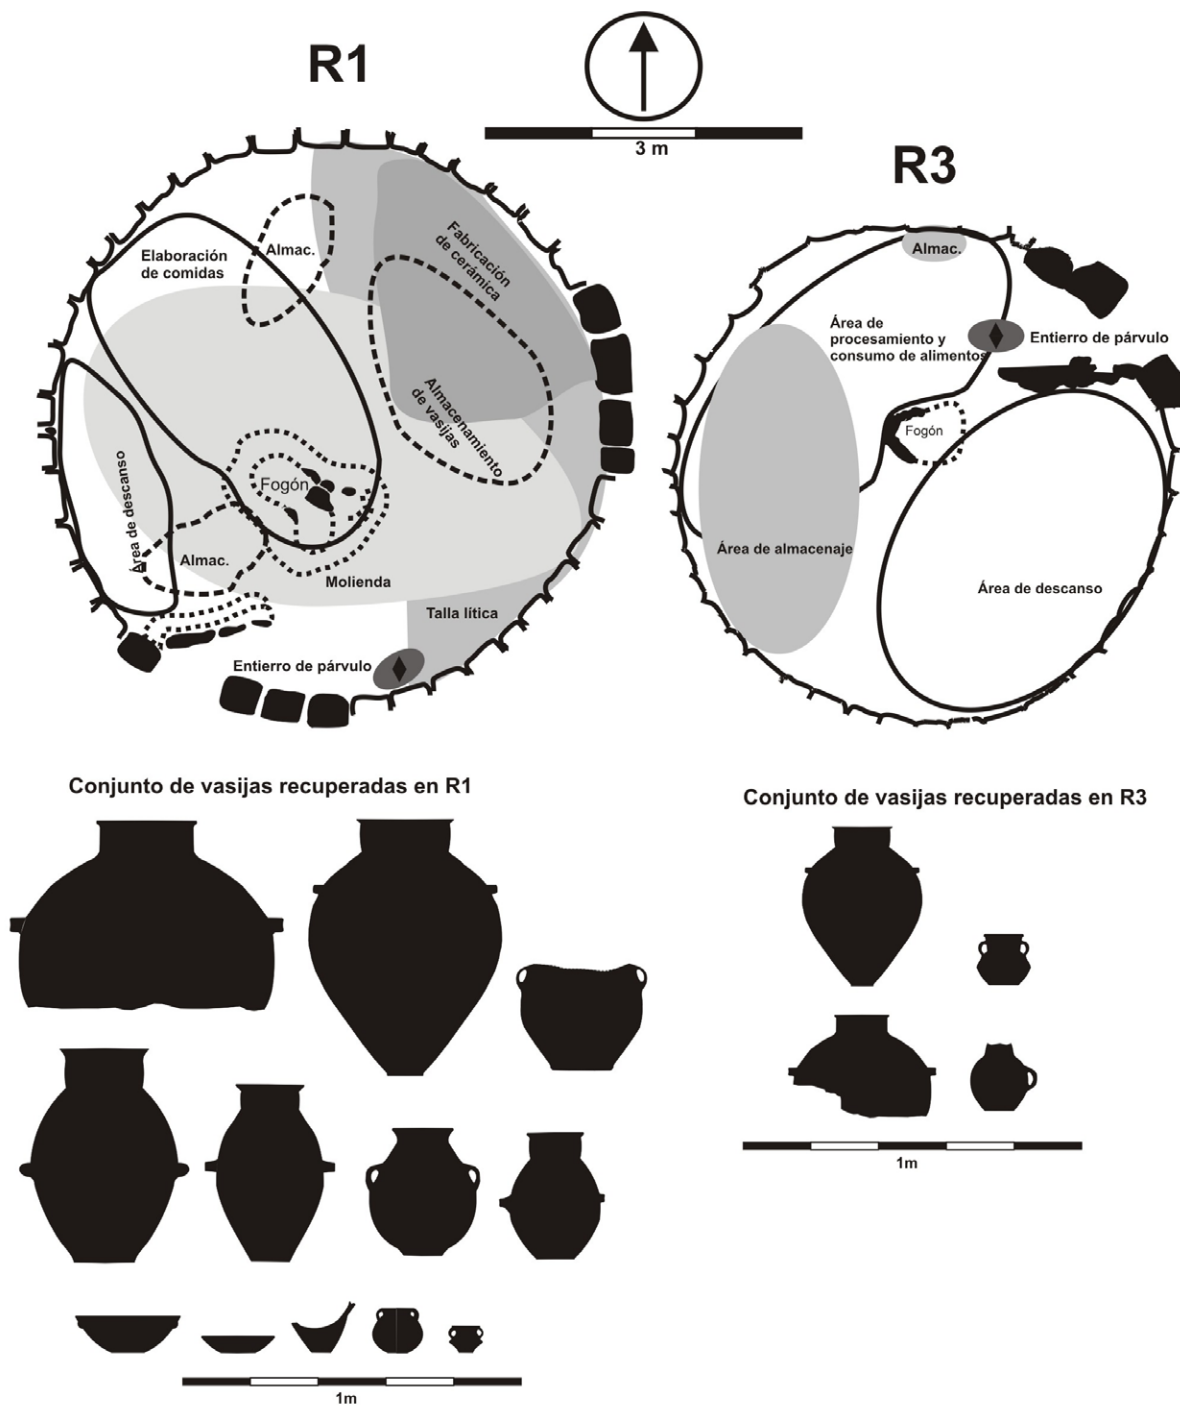 R1
3 m
R3
Elaboración
de comidas
Almac.
Fabricación
de cerámica
Almacenamiento
de vasijas
Área de descanso
Fogón
Almac.
Molienda
Talla lítica
Entierro de párvulo
Almac.
Área de
procesamiento y
consumo de alimentos
Entierro de párvulo
Fogón
Área de almacenaje
Área de descanso
Conjunto de vasijas recuperadas en R1
Conjunto de vasijas recuperadas en R3
1m
1m